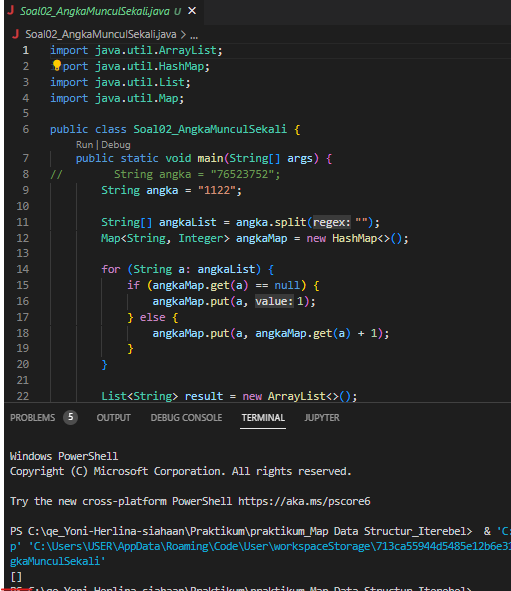 J Soal02_AngkaMunculSekali.java U ×
J Soal02_AngkaMunculSekali.java > ...
1 import java.util.ArrayList;
2 port java.util.HashMap;
3 import java.util.List;
4 import java.util.Map;
5
6 public class Soal02_AngkaMunculSekali {
Run | Debug
7 public static void main(String[] args) {
8 // String angka = "76523752";
9 String angka = "1122";
10
11 String[] angkaList = angka.split(regex:"");
12 Map<String, Integer> angkaMap = new HashMap<>();
13
14 for (String a: angkaList) {
15 if (angkaMap.get(a) == null) {
16 angkaMap.put(a, value:1);
17 } else {
18 angkaMap.put(a, angkaMap.get(a) + 1);
19 }
20 }
21
22 List<String> result = new ArrayList<>();
PROBLEMS 5 OUTPUT DEBUG CONSOLE TERMINAL JUPYTER
Windows PowerShell
Copyright (C) Microsoft Corporation. All rights reserved.
Try the new cross-platform PowerShell https://aka.ms/pscore6
PS C:\qe_Yoni-Herlina-siahaan\Praktikum\praktikum_Map Data Structur_Iterebel> & 'C:
p' 'C:\Users\USER\AppData\Roaming\Code\User\workspaceStorage\713ca55944d5485e12b6e31
gkaMunculSekali'
[]
PS C:\qe_Yoni-Herlina-siahaan\Praktikum\praktikum_Map Data Structur_Iterebel>